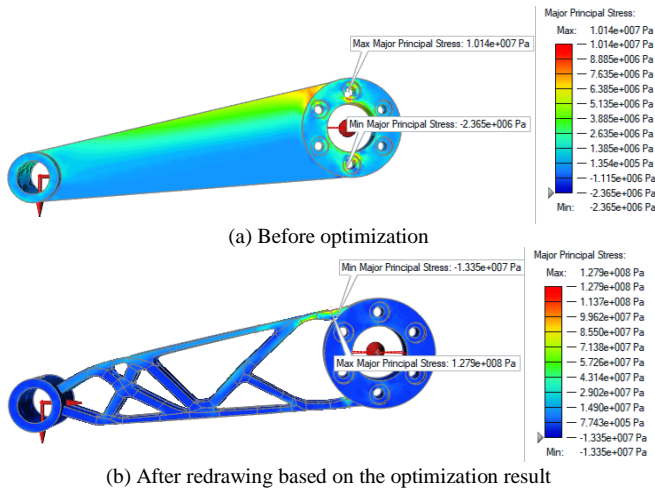 Major Principal Stress:
Max: 1.014e+007 Pa
1.014e+007 Pa
8.885e+006 Pa
7.635e+006 Pa
6.385e+006 Pa
5.135e+006 Pa
3.885e+006 Pa
2.635e+006 Pa
1.385e+006 Pa
1.354e+005 Pa
-1.115e+006 Pa
-2.365e+006 Pa
Min: -2.365e+006 Pa
Max Major Principal Stress: 1.014e+007 Pa
Min Major Principal Stress: -2.365e+006 Pa
(a) Before optimization
Major Principal Stress:
Max: 1.279e+008 Pa
1.279e+008 Pa
1.137e+008 Pa
9.962e+007 Pa
8.550e+007 Pa
7.138e+007 Pa
5.726e+007 Pa
4.314e+007 Pa
2.902e+007 Pa
1.490e+007 Pa
7.743e+005 Pa
-1.335e+007 Pa
Min: -1.335e+007 Pa
Min Major Principal Stress: -1.335e+007 Pa
Max Major Principal Stress: 1.279e+008 Pa
(b) After redrawing based on the optimization result